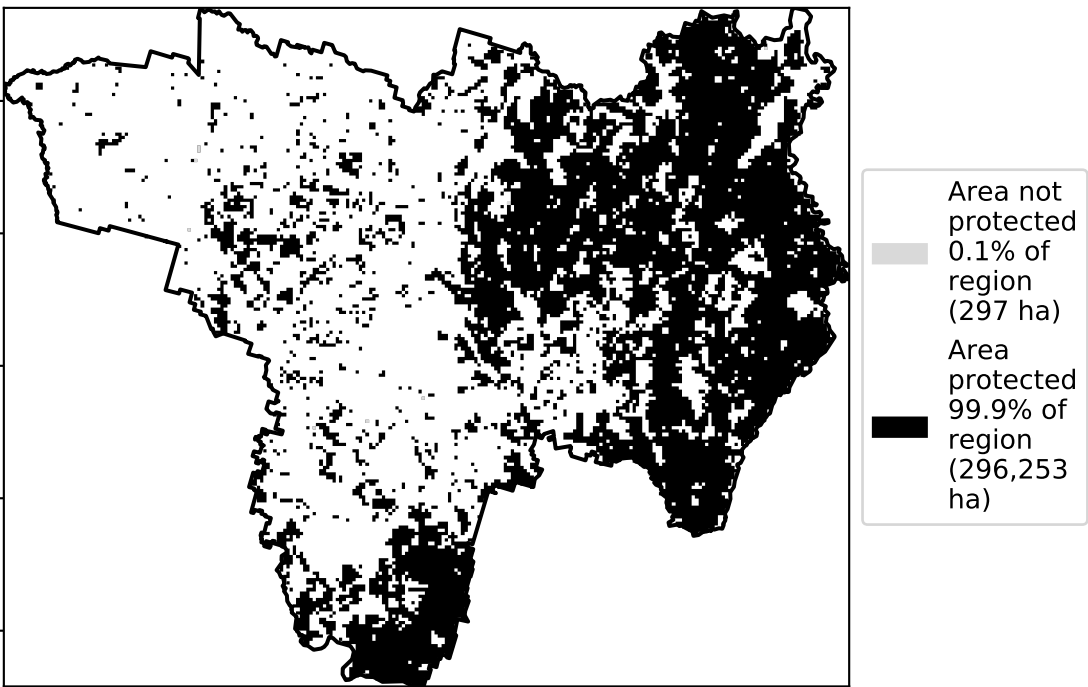 Area not
protected
0.1% of
region
(297 ha)
Area
protected
99.9% of
region
(296,253
ha)